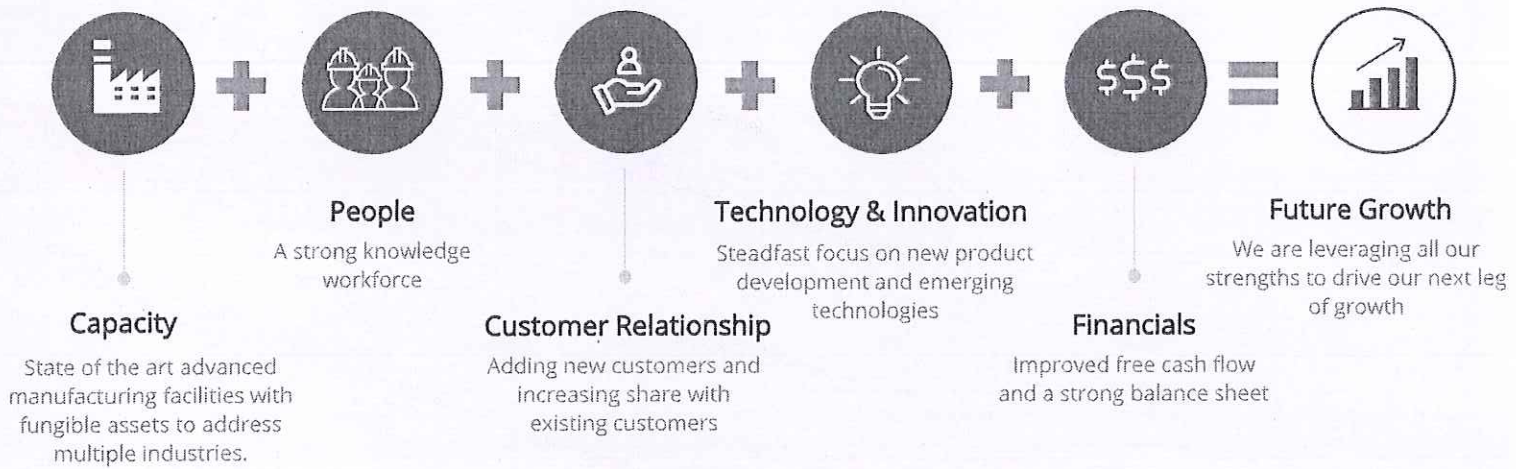 $$$
People
A strong knowledge
workforce
Technology & Innovation
Steadfast focus on new product
development and emerging
technologies
Future Growth
We are leveraging all our
strengths to drive our next leg
of growth
Capacity
State of the art advanced
manufacturing facilities with
fungible assets to address
multiple industries.
Customer Relationship
Adding new customers and
increasing share with
existing customers
Financials
Improved free cash flow
and a strong balance sheet